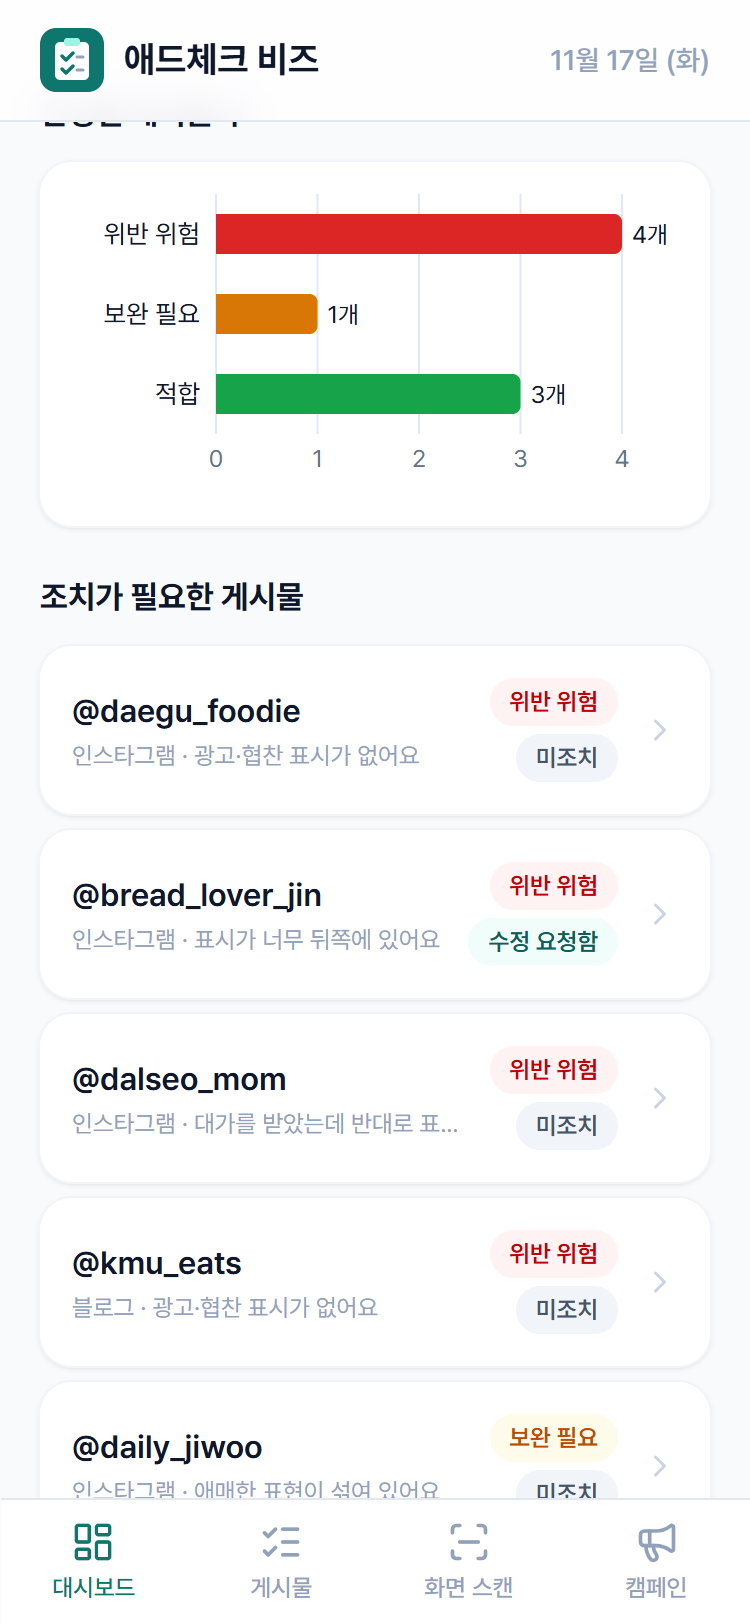 애드체크 비즈
11월 17일 (화)
위반 위험
4개
보완 필요
1개
적합
3개
0 1 2 3 4
조치가 필요한 게시물
@daegu_foodie
인스타그램 · 광고·협찬 표시가 없어요
위반 위험
미조치
@bread_lover_jin
인스타그램 · 표시가 너무 뒤쪽에 있어요
위반 위험
수정 요청함
@dalseo_mom
인스타그램 · 대가를 받았는데 반대로 표...
위반 위험
미조치
@kmu_eats
블로그 · 광고·협찬 표시가 없어요
위반 위험
미조치
@daily_jiwoo
인스타그램 · 애매한 표현이 섞여 있어요
보완 필요
미조치
대시보드
게시물
화면 스캔
캠페인